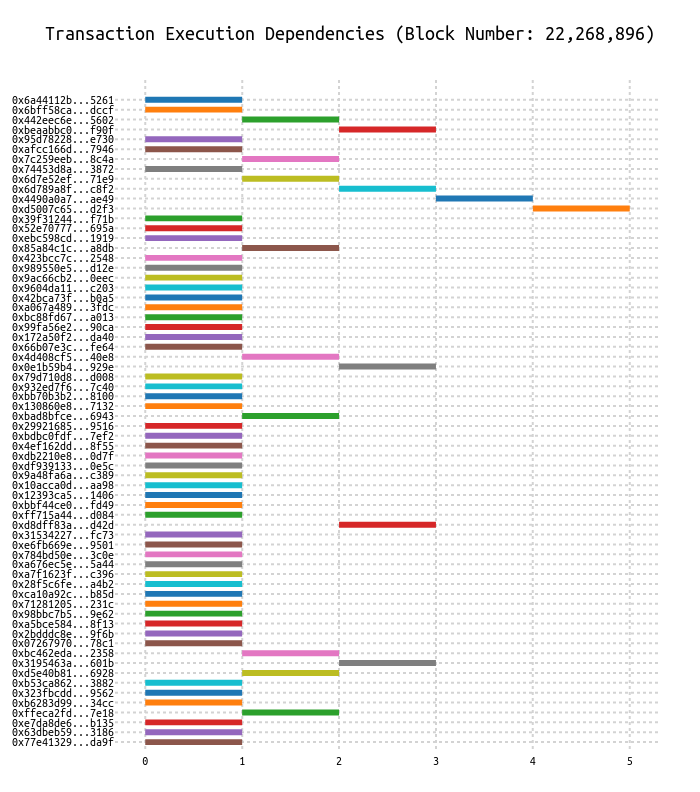 Transaction Execution Dependencies (Block Number: 22,268,896)
0x6a44112b...5261
0x6bff58ca...dccf
0x442eec6e...5602
0xbeaabbc0...f90f
0x95d78228...e730
0xafcc166d...7946
0x7c259eeb...8c4a
0x74453d8a...3872
0x6d7e52ef...71e9
0x6d789a8f...c8f2
0x4490a0a7...ae49
0xd5007c65...d2f3
0x39f31244...f71b
0x52e70777...695a
0xebc598cd...1919
0x85a84c1c...a8db
0x423bcc7c...2548
0x989550e5...d12e
0x9ac66cb2...0eec
0x9604da11...c203
0x42bca73f...b0a5
0xa067a489...3fdc
0xbc88fd67...a013
0x99fa56e2...90ca
0x172a50f2...da40
0x66b07e3c...fe64
0x4d408cf5...40e8
0x0e1b59b4...929e
0x79d710d8...d008
0x932ed7f6...7c40
0xbb70b3b2...8100
0x130860e8...7132
0xbad8bfce...6943
0x29921685...9516
0xbdbc0fdf...7ef2
0x4ef162dd...8f55
0xdb2210e8...0d7f
0xdf939133...0e5c
0x9a48fa6a...c389
0x10acca0d...aa98
0x12393ca5...1406
0xbbf44ce0...fd49
0xff715a44...d084
0xd8dff83a...d42d
0x31534227...fc73
0xe6fb669e...9501
0x784bd50e...3c0e
0xa676ec5e...5a44
0xa7f1623f...c396
0x28f5c6fe...a4b2
0xca10a92c...b85d
0x71281205...231c
0x98bbc7b5...9e62
0xa5bce584...8f13
0x2bdddc8e...9f6b
0x07267970...78c1
0xbc462eda...2358
0x3195463a...601b
0xd5e40b81...6928
0xb53ca862...3882
0x323fbcdd...9562
0xb6283d99...34cc
0xffeca2fd...7e18
0xe7da8de6...b135
0x63dbeb59...3186
0x77e41329...da9f
0 1 2 3 4 5